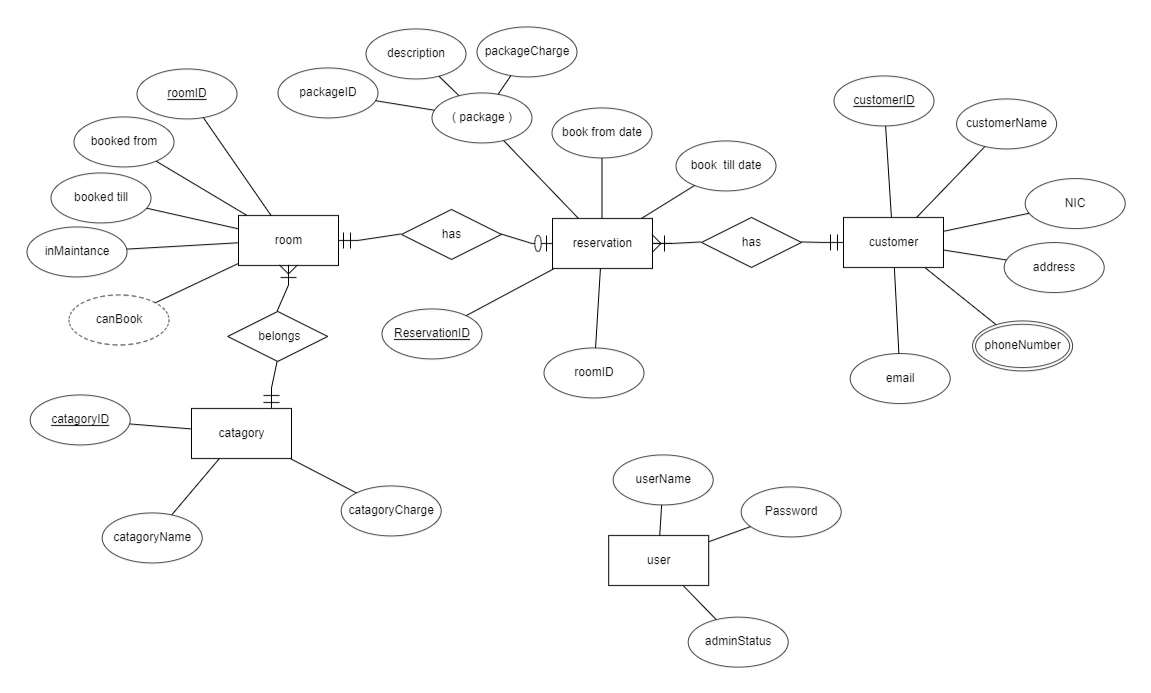 description
packageCharge
packageID
roomID
( package )
customerID
customerName
book from date
booked from
book  till date
booked till
NIC
has
room
reservation
has
customer
inMaintance
address
canBook
belongs
ReservationID
phoneNumber
roomID
email
catagoryID
catagory
userName
catagoryCharge
Password
catagoryName
user
adminStatus